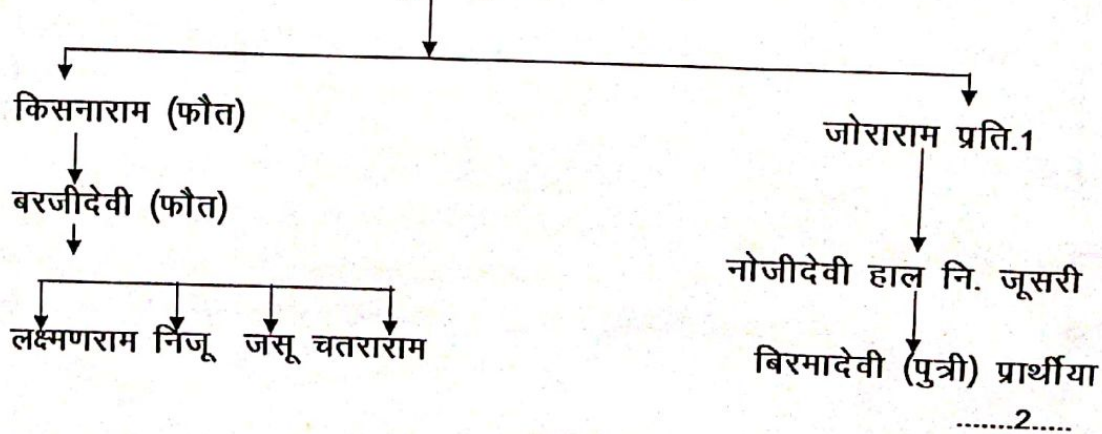 किसनाराम (फौत)
जोराराम प्रति.1
बरजीदेवी (फौत)
नोजीदेवी हाल नि. जूसरी
लक्ष्मणराम निजू जसू चतराराम
बिरमादेवी (पुत्री) प्रार्थीया
.......2.....